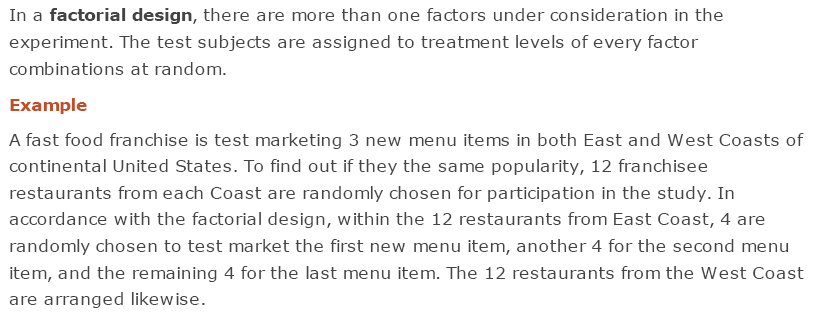 In a factorial design, there are more than one factors under consideration in the
experiment. The test subjects are assigned to treatment levels of every factor
combinations at random.
Example
A fast food franchise is test marketing 3 new menu items in both East and West Coasts of
continental United States. To find out if they the same popularity, 12 franchisee
restaurants from each Coast are randomly chosen for participation in the study. In
accordance with the factorial design, within the 12 restaurants from East Coast, 4 are
randomly chosen to test market the first new menu item, another 4 for the second menu
item, and the remaining 4 for the last menu item. The 12 restaurants from the West Coast
are arranged likewise.